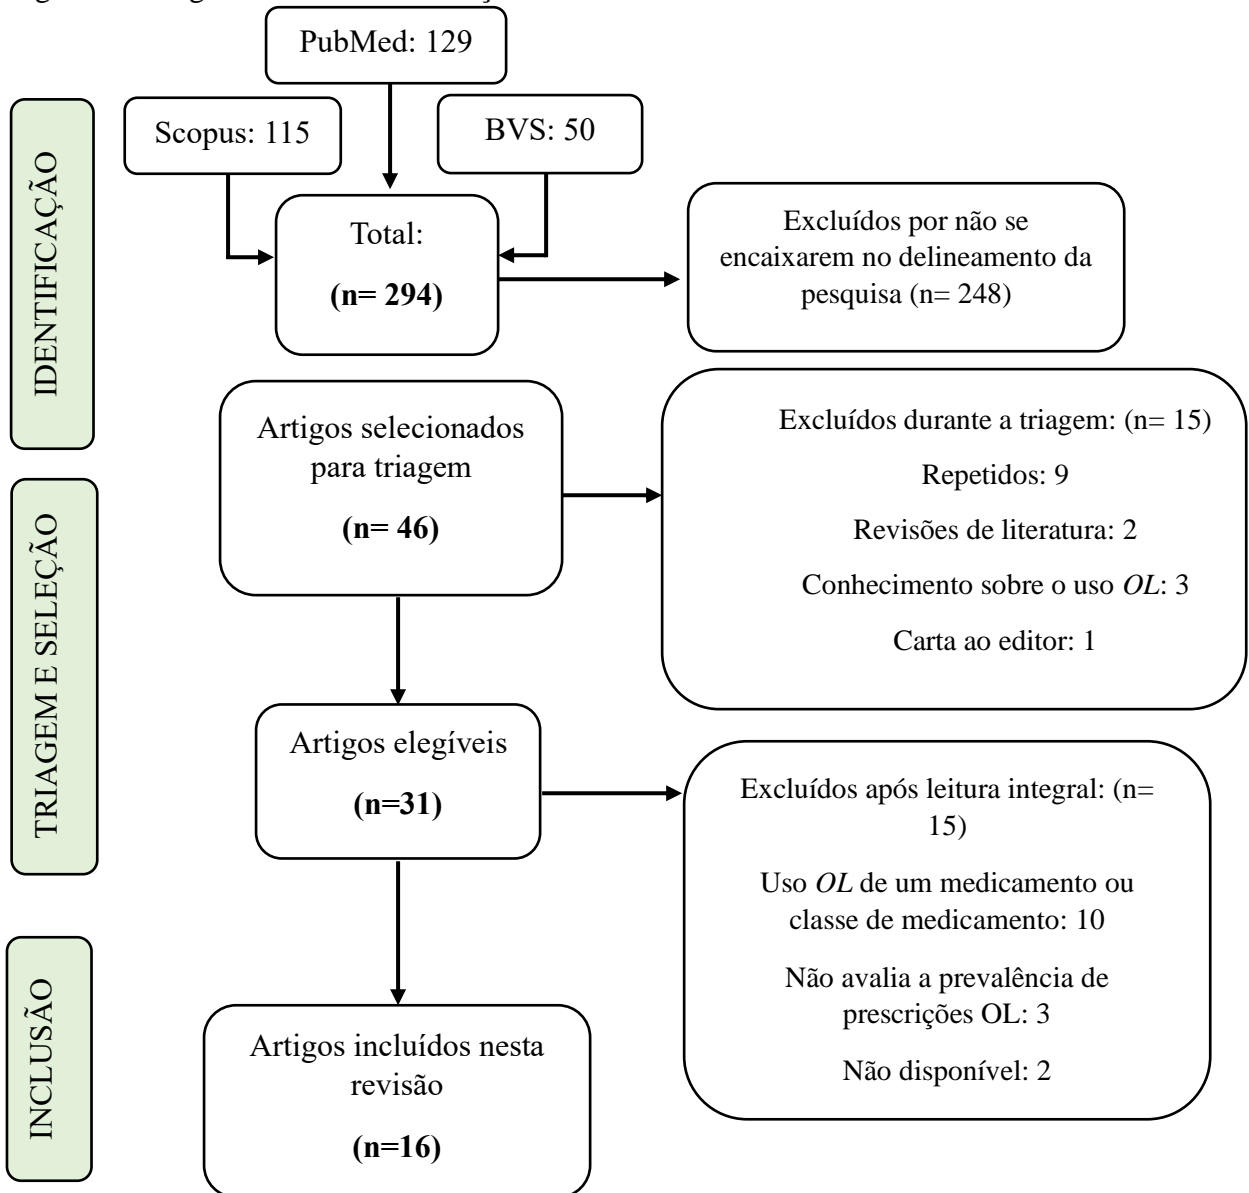 PubMed: 129
Scopus: 115
BVS: 50
IDENTIFICAÇÃO
Total:
(n= 294)
Excluídos por não se
encaixarem no delineamento da
pesquisa (n= 248)
Artigos selecionados
para triagem
(n= 46)
Excluídos durante a triagem: (n= 15)
Repetidos: 9
Revisões de literatura: 2
Conhecimento sobre o uso OL: 3
Carta ao editor: 1
TRIAGEM E SELEÇÃO
Artigos elegíveis
(n=31)
Excluídos após leitura integral: (n=
15)
Uso OL de um medicamento ou
classe de medicamento: 10
Não avalia a prevalência de
prescrições OL: 3
Não disponível: 2
INCLUSÃO
Artigos incluídos nesta
revisão
(n=16)